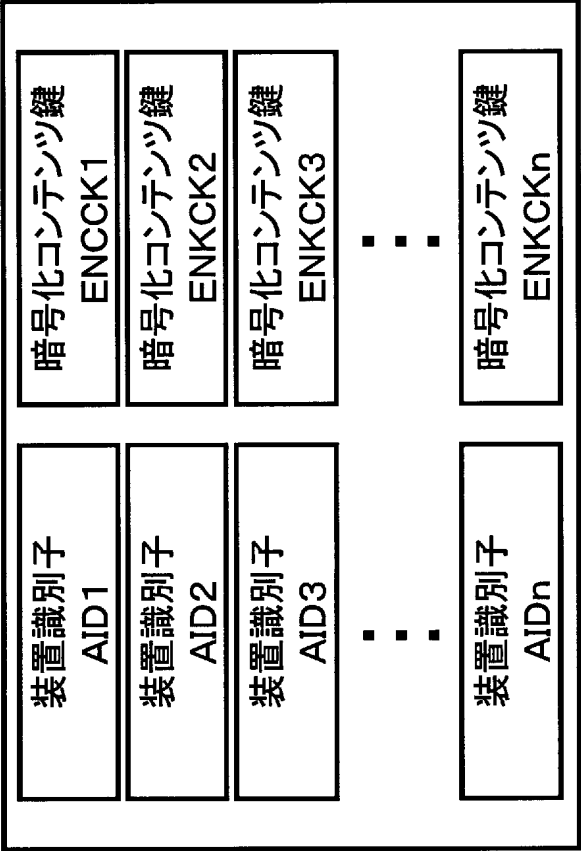 装置識別子
AID1
暗号化コンテンツ鍵
ENCCK1
装置識別子
AID2
暗号化コンテンツ鍵
ENKCK2
装置識別子
AID3
暗号化コンテンツ鍵
ENKCK3
装置識別子
AIDn
暗号化コンテンツ鍵
ENKCKn